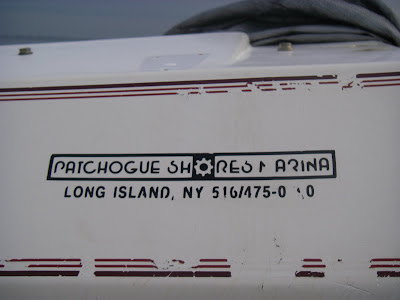 PATCHOGUE SHORES MARINA
LONG ISLAND, NY 516/475-0